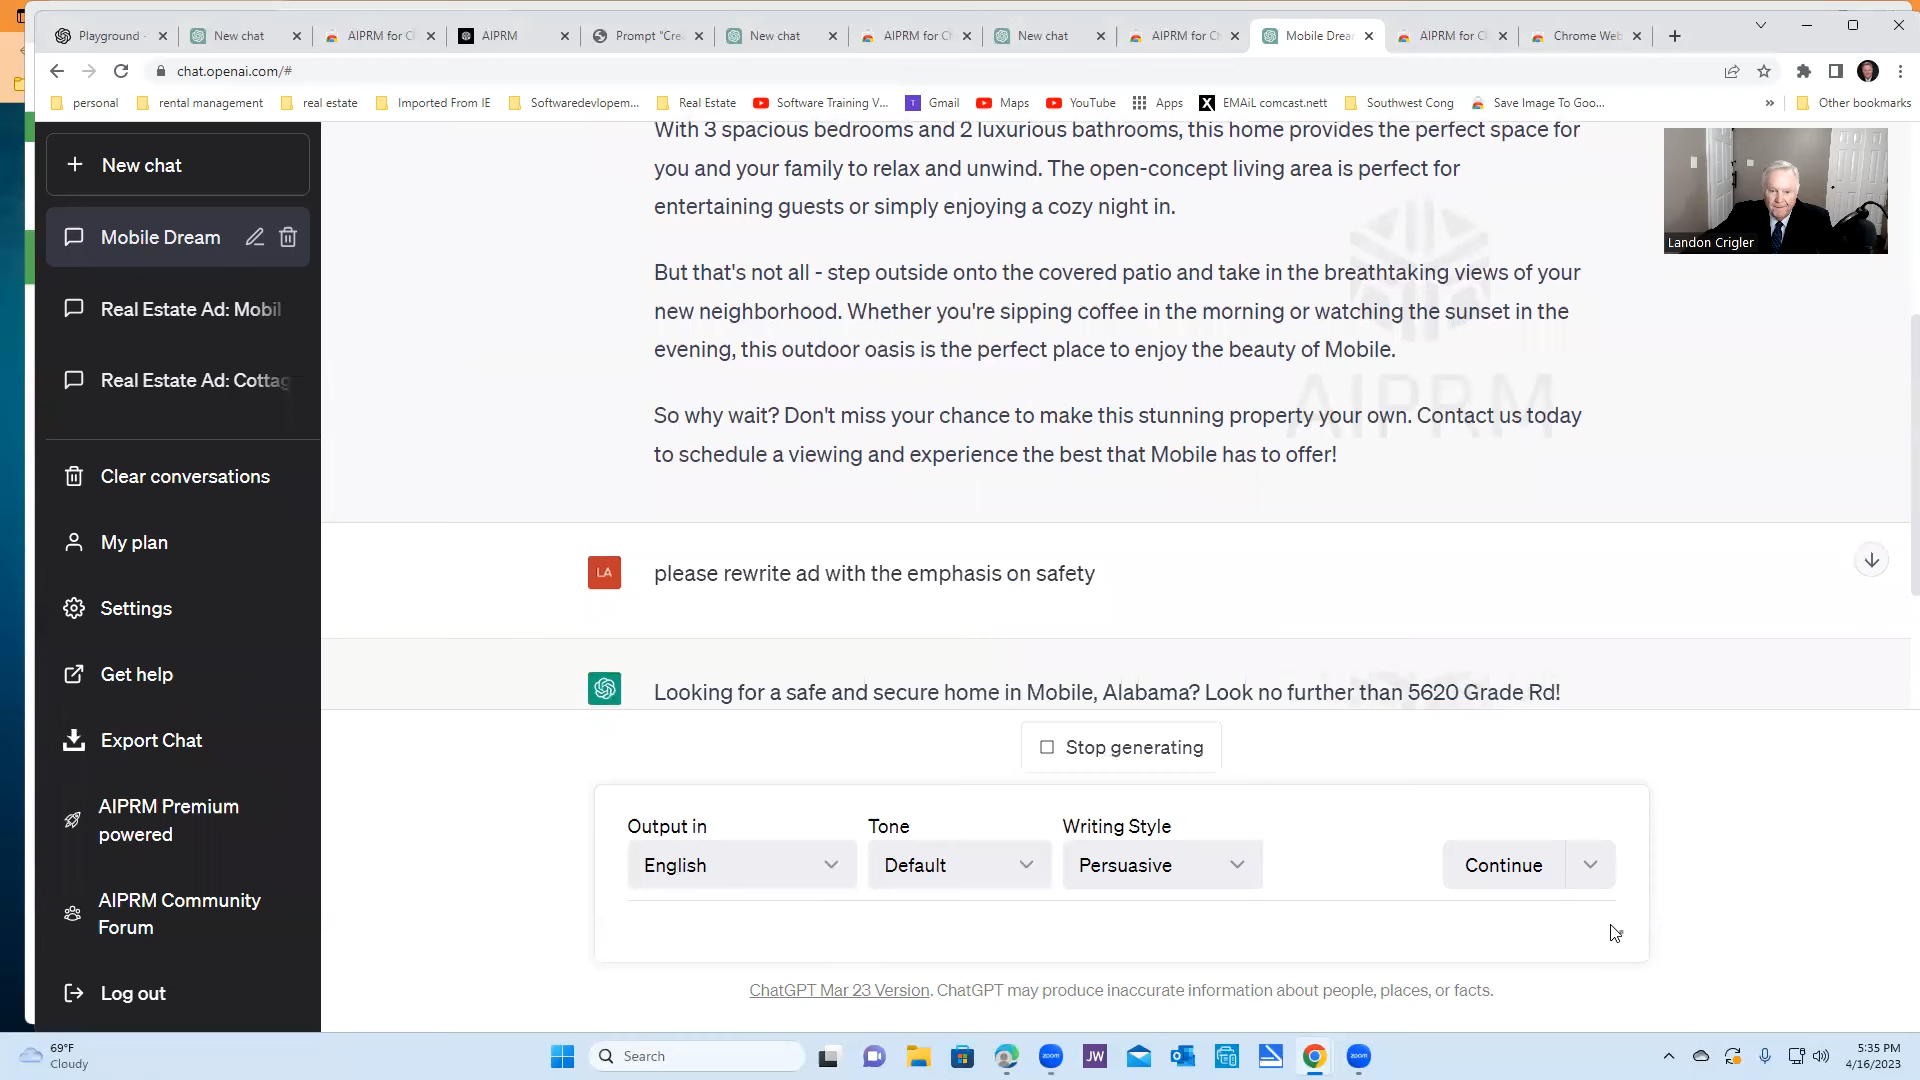 Playground -
New chat
AIPRM for C
AIPRM
Prompt "Cre
New chat
AIPRM for C
New chat
AIPRM for C
Mobile Drea
AIPRM for C
Chrome Web
chat.openai.com/#
personal
rental management
real estate
Imported From IE
Softwaredevlopem...
Real Estate
Software Training V...
Gmail
Maps
YouTube
Apps
EMAiL comcast.nett
Southwest Cong
Save Image To Goo...
Other bookmarks
New chat
Mobile Dream
Real Estate Ad: Mobil
Real Estate Ad: Cottag
Clear conversations
My plan
Settings
Get help
Export Chat
AIPRM Premium
powered
AIPRM Community
Forum
Log out
With 3 spacious bedrooms and 2 luxurious bathrooms, this home provides the perfect space for
you and your family to relax and unwind. The open-concept living area is perfect for
entertaining guests or simply enjoying a cozy night in.
But that's not all - step outside onto the covered patio and take in the breathtaking views of your
new neighborhood. Whether you're sipping coffee in the morning or watching the sunset in the
evening, this outdoor oasis is the perfect place to enjoy the beauty of Mobile.
So why wait? Don't miss your chance to make this stunning property your own. Contact us today
to schedule a viewing and experience the best that Mobile has to offer!
AIPRM
Landon Crigler
LA
please rewrite ad with the emphasis on safety
Looking for a safe and secure home in Mobile, Alabama? Look no further than 5620 Grade Rd!
Stop generating
Output in
Tone
Writing Style
English
Default
Persuasive
Continue
ChatGPT Mar 23 Version. ChatGPT may produce inaccurate information about people, places, or facts.
69°F
Cloudy
Search
zoom
JW
zoom
5:35 PM
4/16/2023